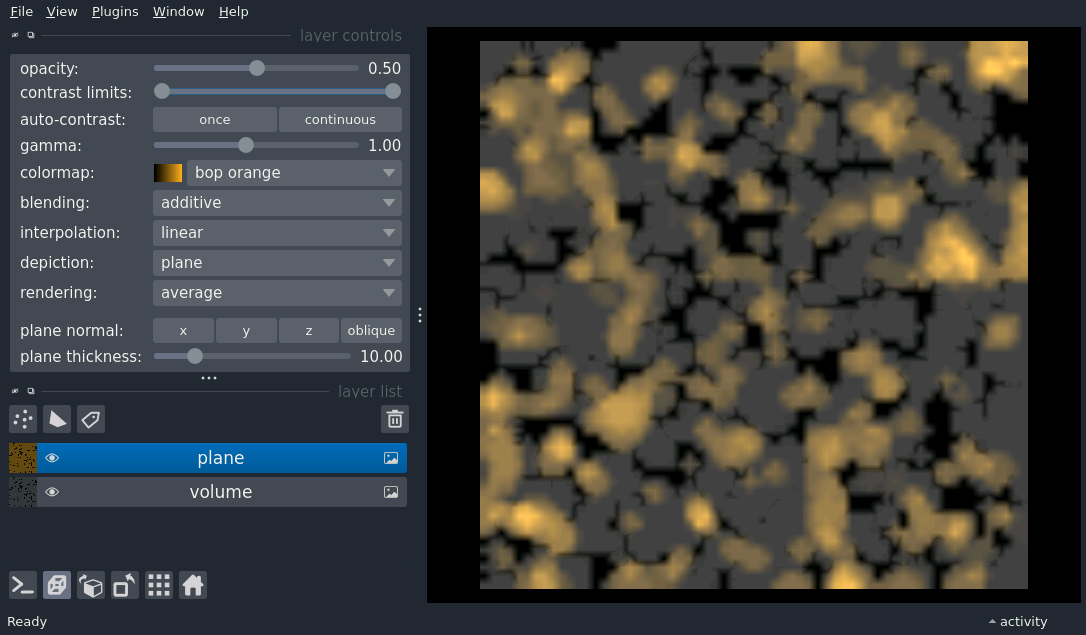 File View Plugins Window Help
layer controls
opacity: 0.50
contrast limits:
auto-contrast: once continuous
gamma: 1.00
colormap: bop orange
blending: additive
interpolation: linear
depiction: plane
rendering: average
plane normal: x y z oblique
plane thickness: 10.00
layer list
plane
volume
Ready activity